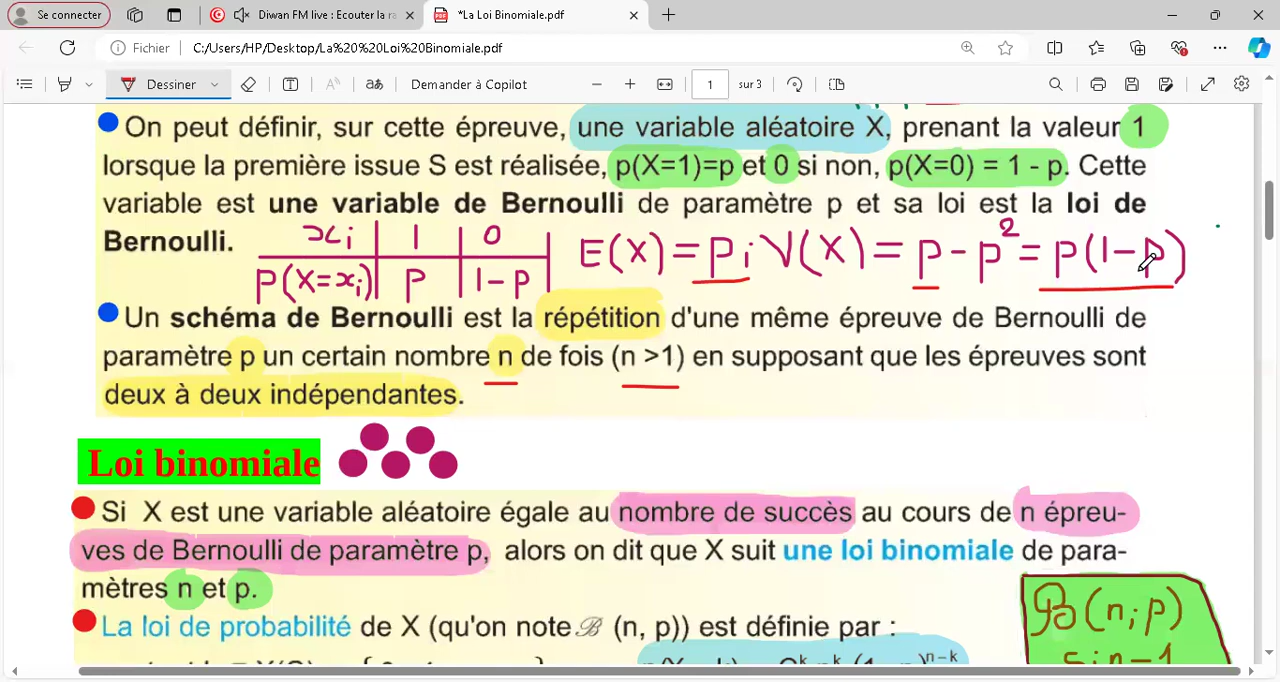 Se connecter
Diwan FM live : Ecouter la ra
*La Loi Binomiale.pdf
Fichier
C:/Users/HP/Desktop/La%20%20Loi%20Binomiale.pdf
Dessiner
Demander à Copilot
1 sur 3
On peut définir, sur cette épreuve, une variable aléatoire X, prenant la valeur 1
lorsque la première issue S est réalisée, p(X=1)=p et 0 si non, p(X=0) = 1 - p. Cette
variable est une variable de Bernoulli de paramètre p et sa loi est la loi de
Bernoulli.
xi 1 0
P(X=xi) P 1-P
E(X) = p ; V(X) = p - p² = p(1-p)
Un schéma de Bernoulli est la répétition d'une même épreuve de Bernoulli de
paramètre p un certain nombre n de fois (n >1) en supposant que les épreuves sont
deux à deux indépendantes.
Loi binomiale
Si X est une variable aléatoire égale au nombre de succès au cours de n épreu-
ves de Bernoulli de paramètre p, alors on dit que X suit une loi binomiale de para-
mètres n et p.
La loi de probabilité de X (qu'on note ℬ (n, p)) est définie par :
ℬ(n;p)
si n=1